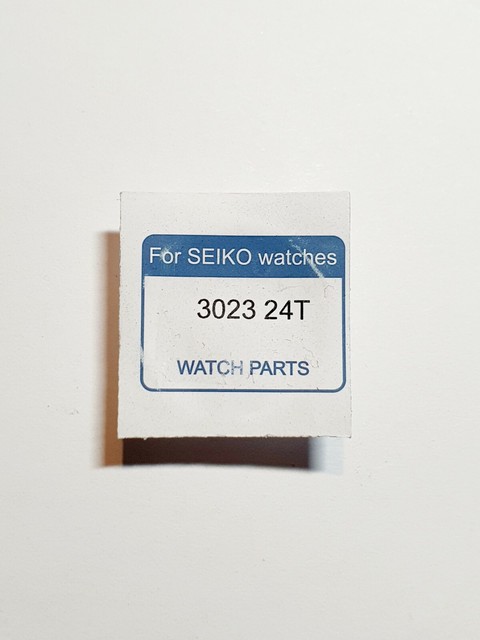 For SEIKO watches
3023 24T
WATCH PARTS